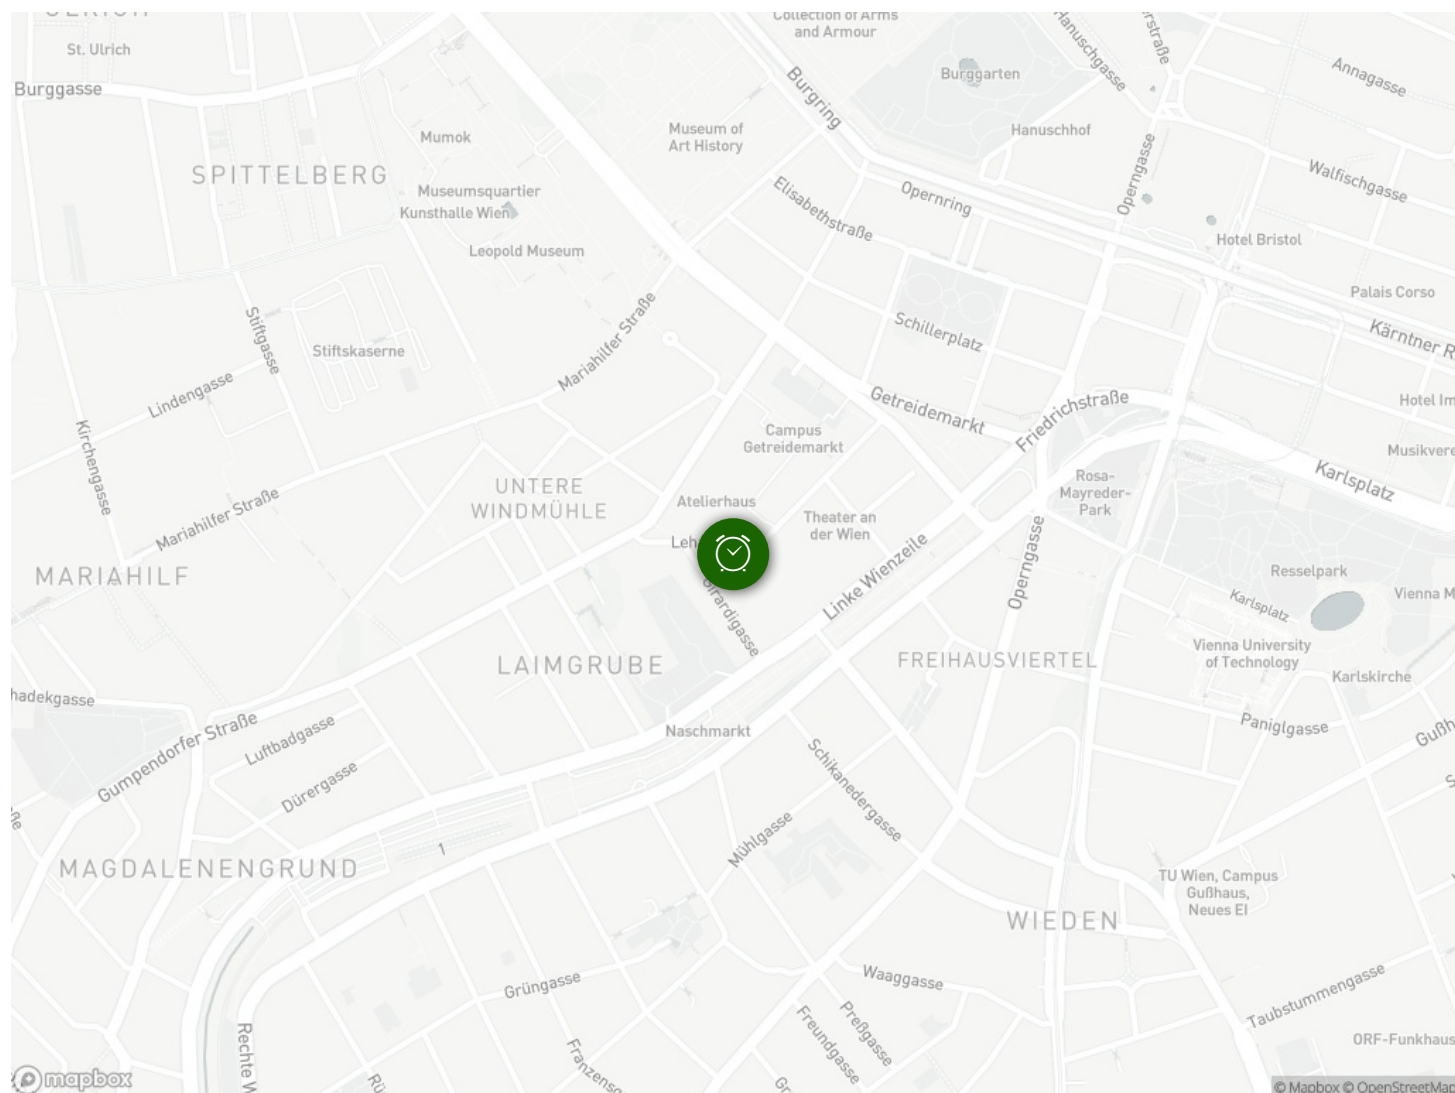 St. Ulrich
Burggasse
SPITTELBERG
Mumok
Museumsquartier
Kunsthalle Wien
Leopold Museum
Museum of
Art History
Collection of Arms
and Armour
Burgring
Burggarten
Hanuschgasse
Hanuschhof
Annagasse
Walfischgasse
Operngasse
Opernring
Elisabethstraße
Hotel Bristol
Palais Corso
Kärntner R
Schillerplatz
Stiftgasse
Stiftskaserne
Mariahilfer Straße
Lindengasse
Kirchengasse
Mariahilfer Straße
Getreidemarkt
Friedrichstraße
Hotel Im
Musikvere
Campus
Getreidemarkt
Karlsplatz
Rosa-
Mayreder-
Park
UNTERE
WINDMÜHLE
Atelierhaus
Theater an
der Wien
Leh
Girardigasse
Linke Wienzeile
Operngasse
MARIAHILF
Resselpark
Karlsplatz
Vienna M
Vienna University
of Technology
Karlskirche
LAIMGRUBE
FREIHAUSVIERTEL
hadekgasse
Gumpendorfer Straße
Luftbadgasse
Dürergasse
Naschmarkt
Paniglgasse
Gußh
Schikanedergasse
Mühlgasse
1
MAGDALENENGRUND
TU Wien, Campus
Gußhaus,
Neues EI
WIEDEN
Grüngasse
Waaggasse
Preßgasse
Freundgasse
Taubstummengasse
ORF-Funkhaus
Rechte W
Franzensg
mapbox
© Mapbox © OpenStreetMap